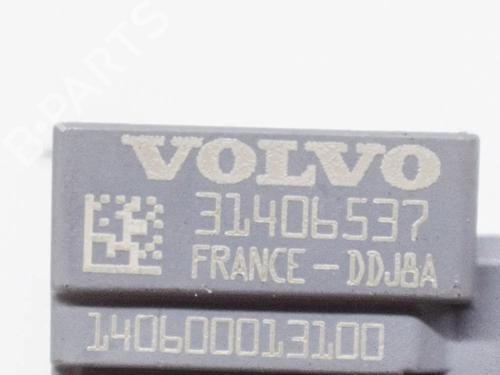 VOLVO
31406537
FRANCE-DDJ8A
140600013100
B-PARTS